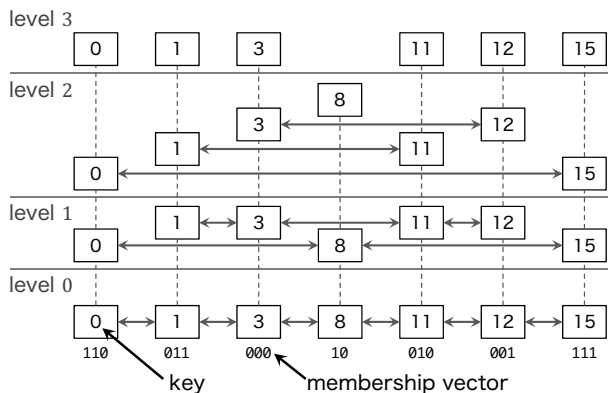 level 3
0 1 3 11 12 15
level 2
8
3 12
1 11
0 15
level 1
1 3 11 12
0 8 15
level 0
0 1 3 8 11 12 15
110 011 000 10 010 001 111
key membership vector